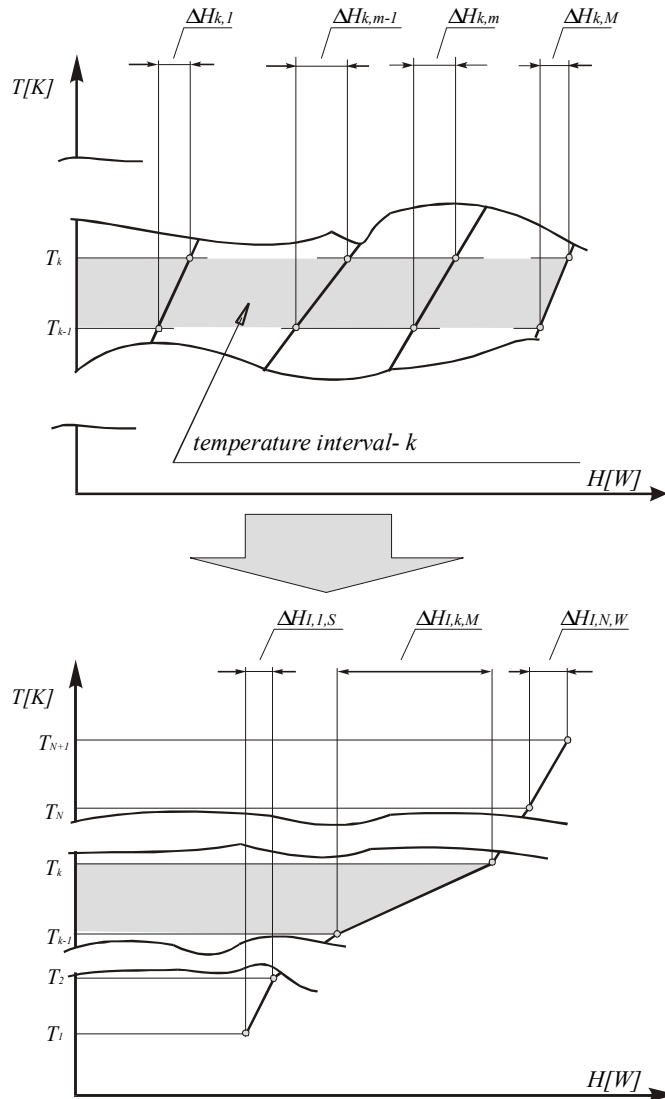 ΔHk,1 ΔHk,m-1 ΔHk,m ΔHk,M
T[K]
Tk
Tk-1
temperature interval- k
H[W]
ΔHI,1,S ΔHI,k,M ΔHI,N,W
T[K]
TN+1
TN
Tk
Tk-1
T2
T1
H[W]